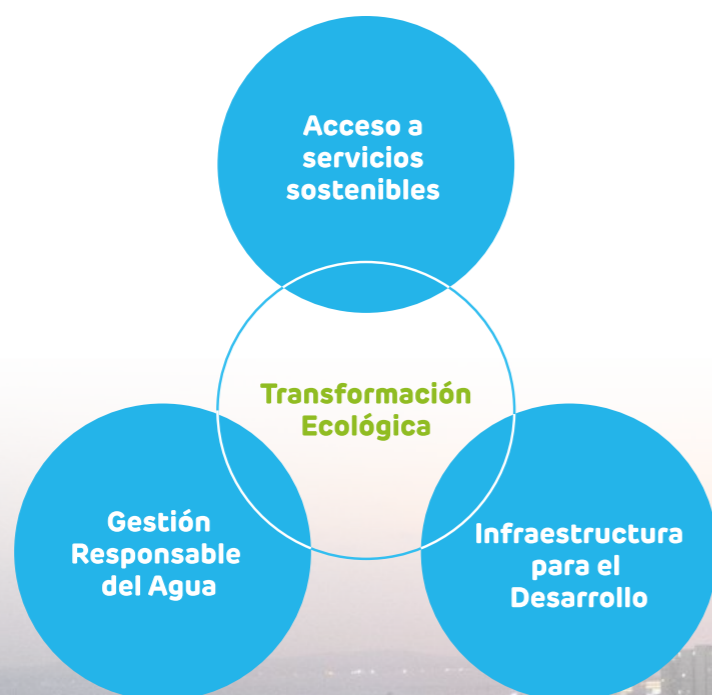 Acceso a
servicios
sostenibles
Transformación
Ecológica
Gestión
Responsable
del Agua
Infraestructura
para el
Desarrollo